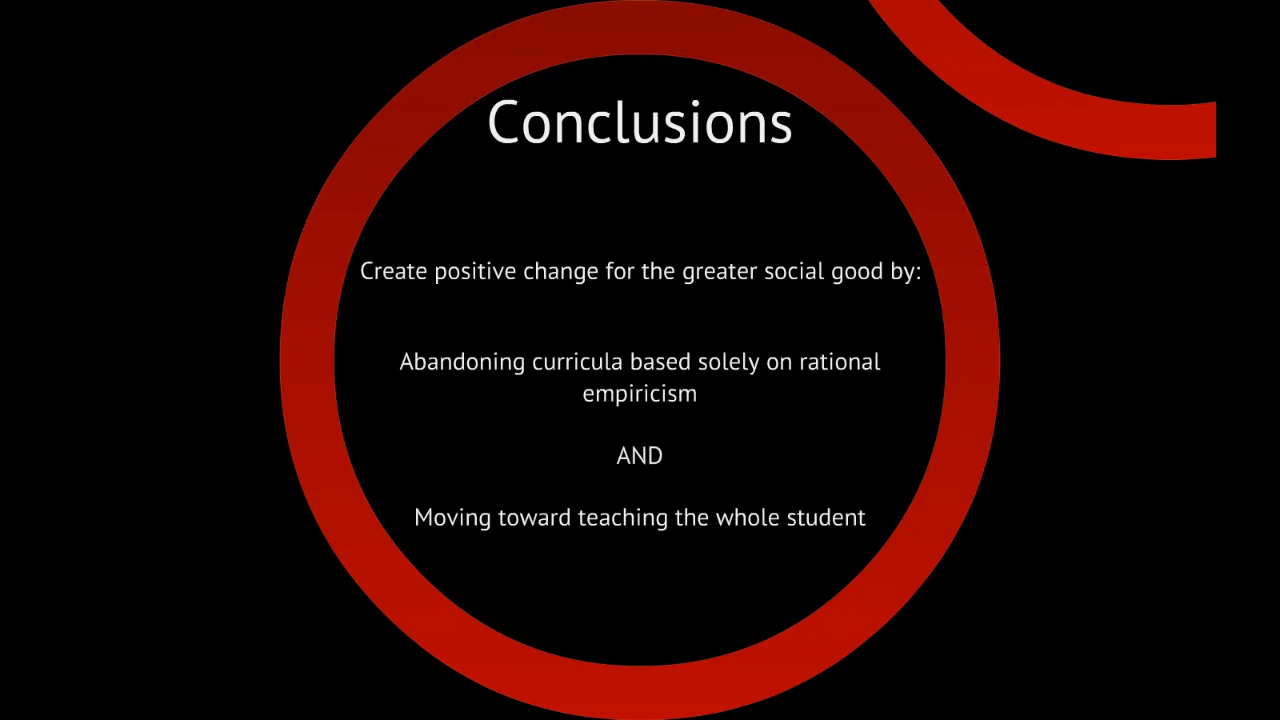 Conclusions
Create positive change for the greater social good by:
Abandoning curricula based solely on rational
empiricism
AND
Moving toward teaching the whole student